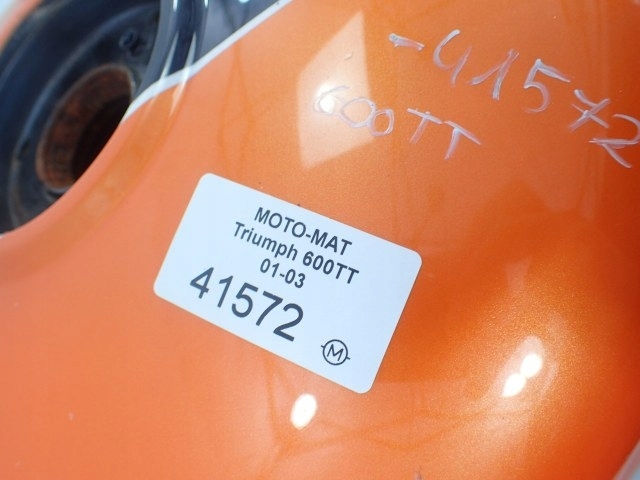 -41572
600TT
MOTO-MAT
Triumph 600TT
01-03
41572
M